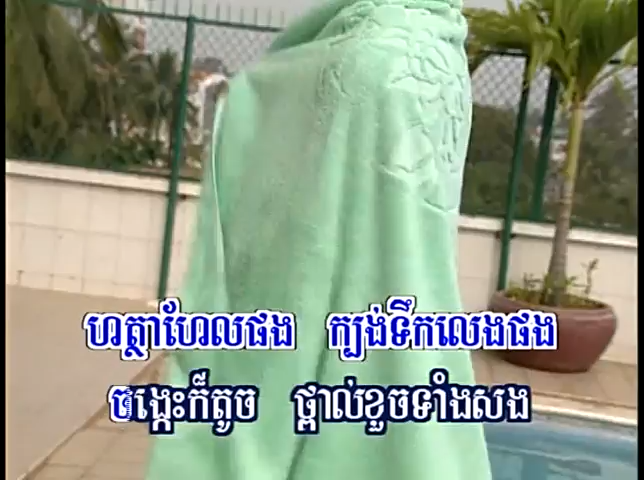 ហត្ថាហែលផង ក្បង់ទឹកលេងផង
ចង្កេះក៏តូច ថ្ពាល់ខួចទាំងសង